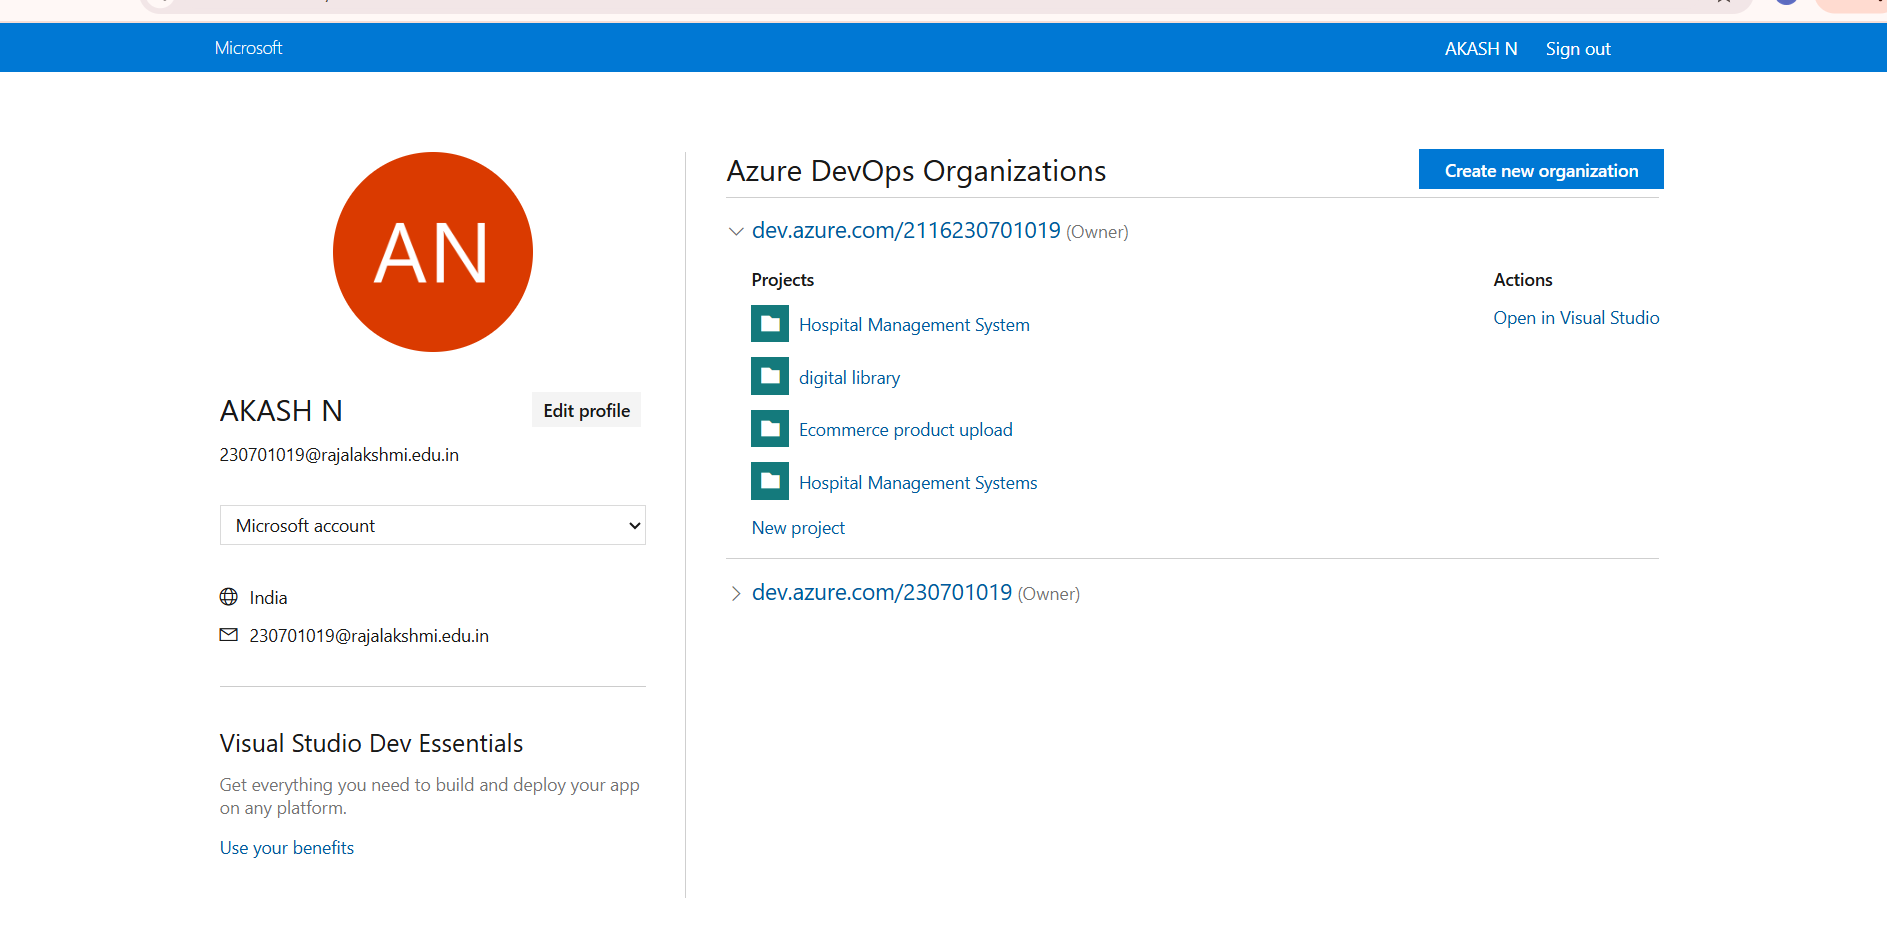 Microsoft
AKASH N
Sign out
AN
AKASH N
Edit profile
230701019@rajalakshmi.edu.in
Microsoft account
India
230701019@rajalakshmi.edu.in
Visual Studio Dev Essentials
Get everything you need to build and deploy your app
on any platform.
Use your benefits
Azure DevOps Organizations
Create new organization
dev.azure.com/2116230701019 (Owner)
Projects
Actions
Hospital Management System
Open in Visual Studio
digital library
Ecommerce product upload
Hospital Management Systems
New project
dev.azure.com/230701019 (Owner)